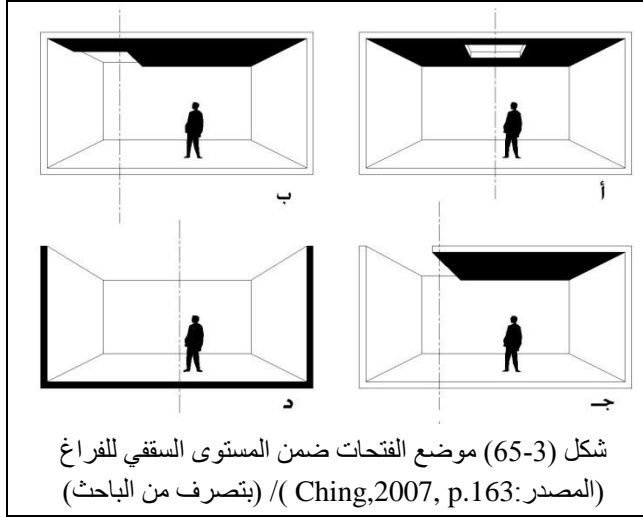 أ
ب
جـ
د
شكل (3-65) موضع الفتحات ضمن المستوى السقفي للفراغ
(المصدر:Ching,2007, p.163 )/ (بتصرف من الباحث)